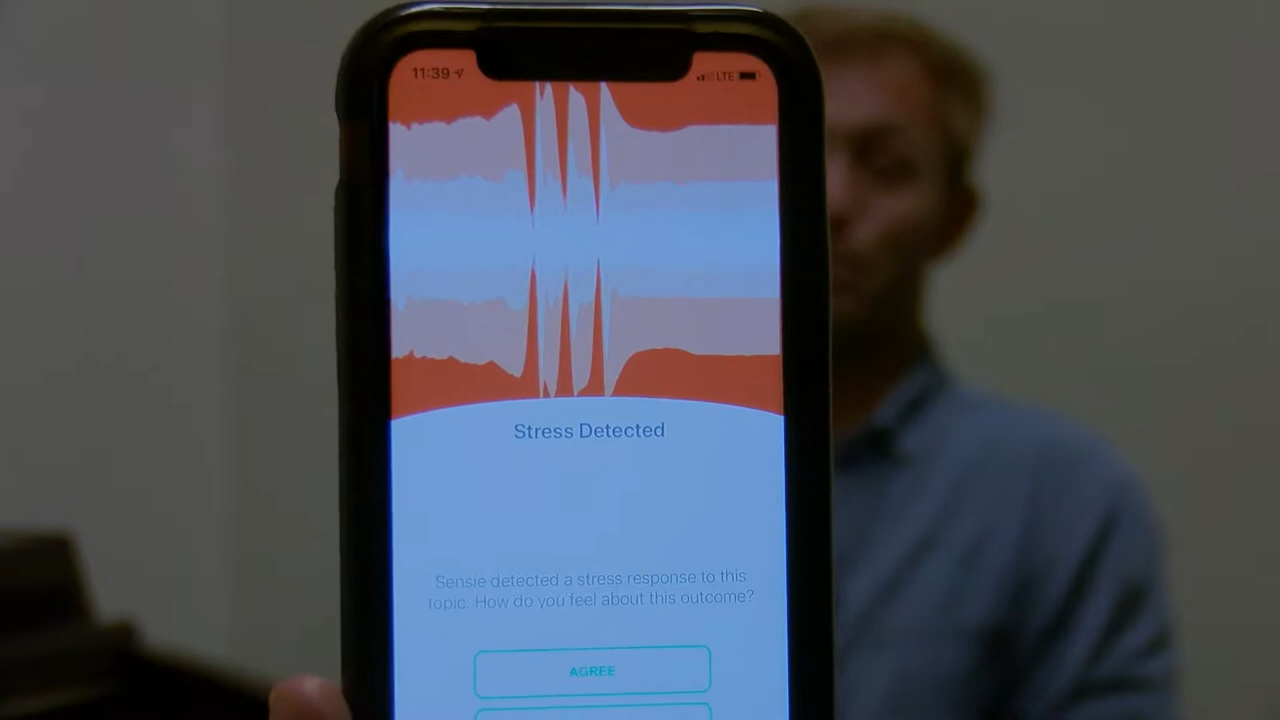 11:39
LTE
Stress Detected
Sensie detected a stress response to this
topic. How do you feel about this outcome?
AGREE